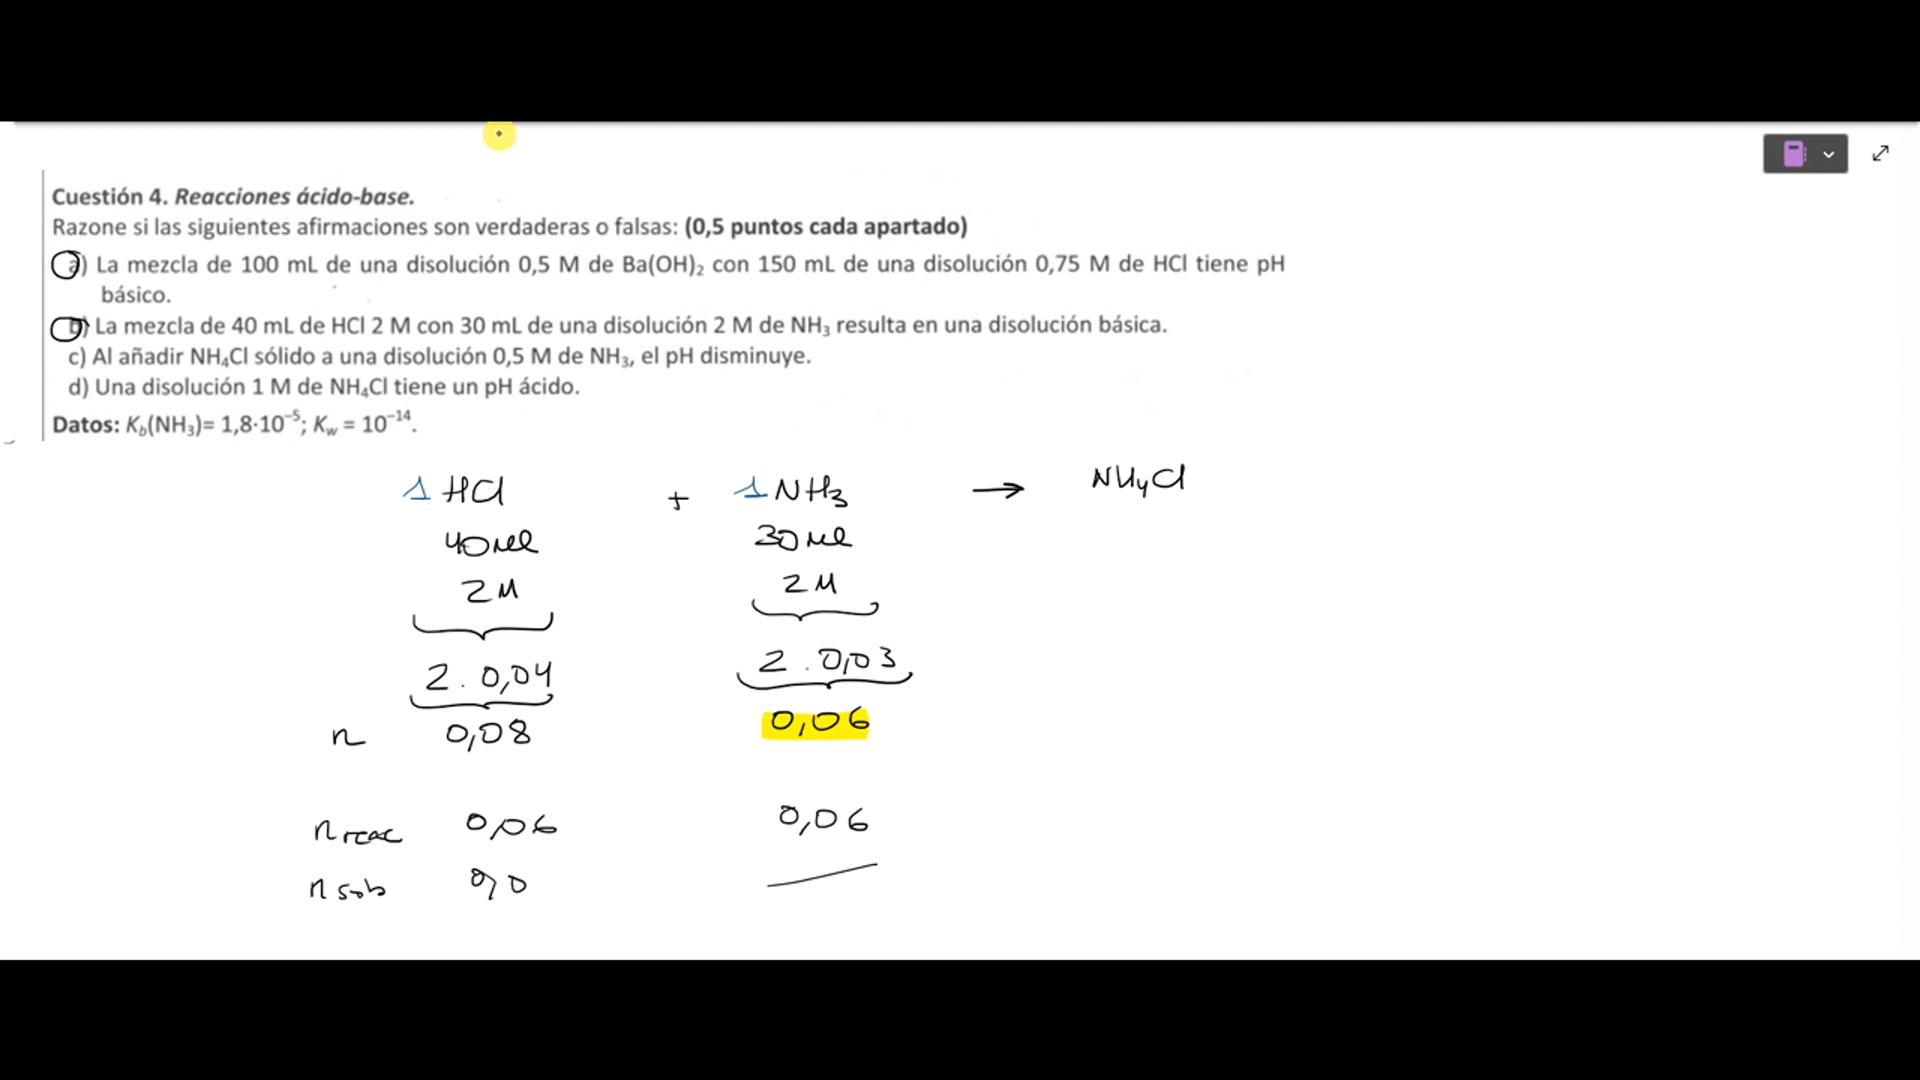 Cuestión 4. Reacciones ácido-base.
Razone si las siguientes afirmaciones son verdaderas o falsas: (0,5 puntos cada apartado)
a) La mezcla de 100 mL de una disolución 0,5 M de Ba(OH)₂ con 150 mL de una disolución 0,75 M de HCl tiene pH
básico.
b) La mezcla de 40 mL de HCl 2 M con 30 mL de una disolución 2 M de NH₃ resulta en una disolución básica.
c) Al añadir NH₄Cl sólido a una disolución 0,5 M de NH₃, el pH disminuye.
d) Una disolución 1 M de NH₄Cl tiene un pH ácido.
Datos: K_b(NH₃)= 1,8·10⁻⁵; K_w = 10⁻¹⁴.
1 HCl + 1 NH₃ → NH₄Cl
40 ml 30 ml
2 M 2 M
2 . 0,04 2 . 0,03
n 0,08 0,06
n reac 0,06 0,06
n sob 0,0